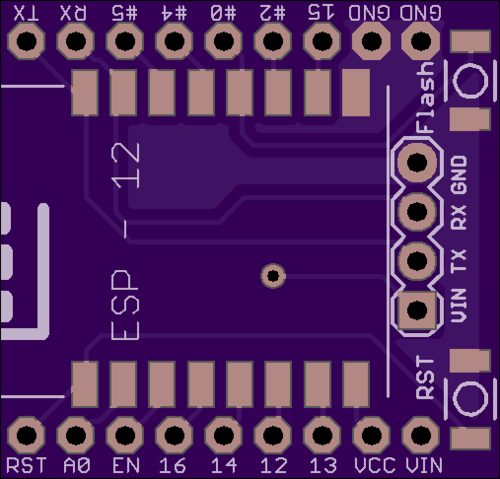 TX RX #5 #4 #0 #2 15 GND GND
Flash
ESP - 12
GND
RX
TX
VIN
RST
RST A0 EN 16 14 12 13 VCC VIN